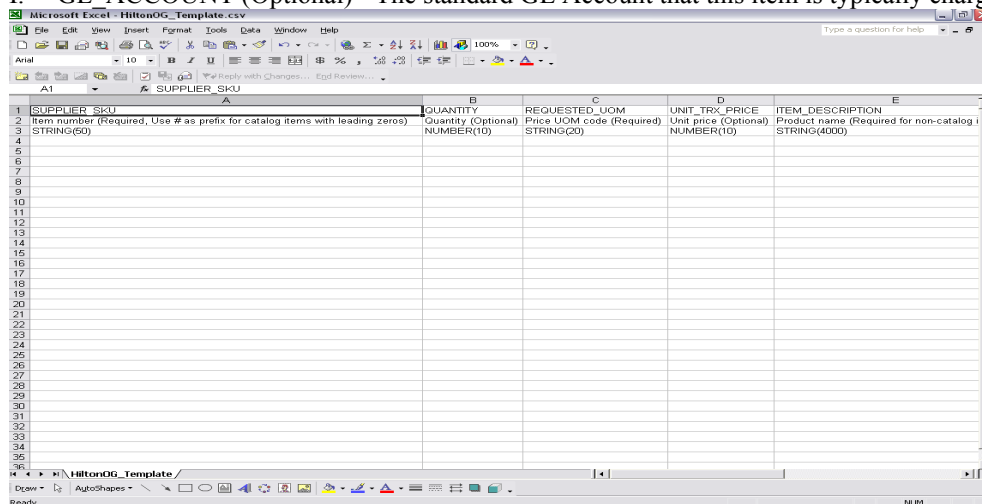 GL_ACCOUNT (Optional) – The standard GL Account that this item is typically
Microsoft Excel - HiltonOG_Template.csv
File Edit View Insert Format Tools Data Window Help
Type a question for help
100%
Arial 10 B I U $ % ,
Reply with Changes... End Review...
A1 fx SUPPLIER_SKU
A B C D E
1 SUPPLIER_SKU QUANTITY REQUESTED_UOM UNIT_TRX_PRICE ITEM_DESCRIPTION
2 Item number (Required, Use # as prefix for catalog items with leading zeros) Quantity (Optional) Price UOM code (Required) Unit price (Optional) Product name (Required for non-catalog i
3 STRING(50) NUMBER(10) STRING(20) NUMBER(10) STRING(4000)
4
5
6
7
8
9
10
11
12
13
14
15
16
17
18
19
20
21
22
23
24
25
26
27
28
29
30
31
32
33
34
35
36
HiltonOG_Template
Draw AutoShapes
Ready NUM